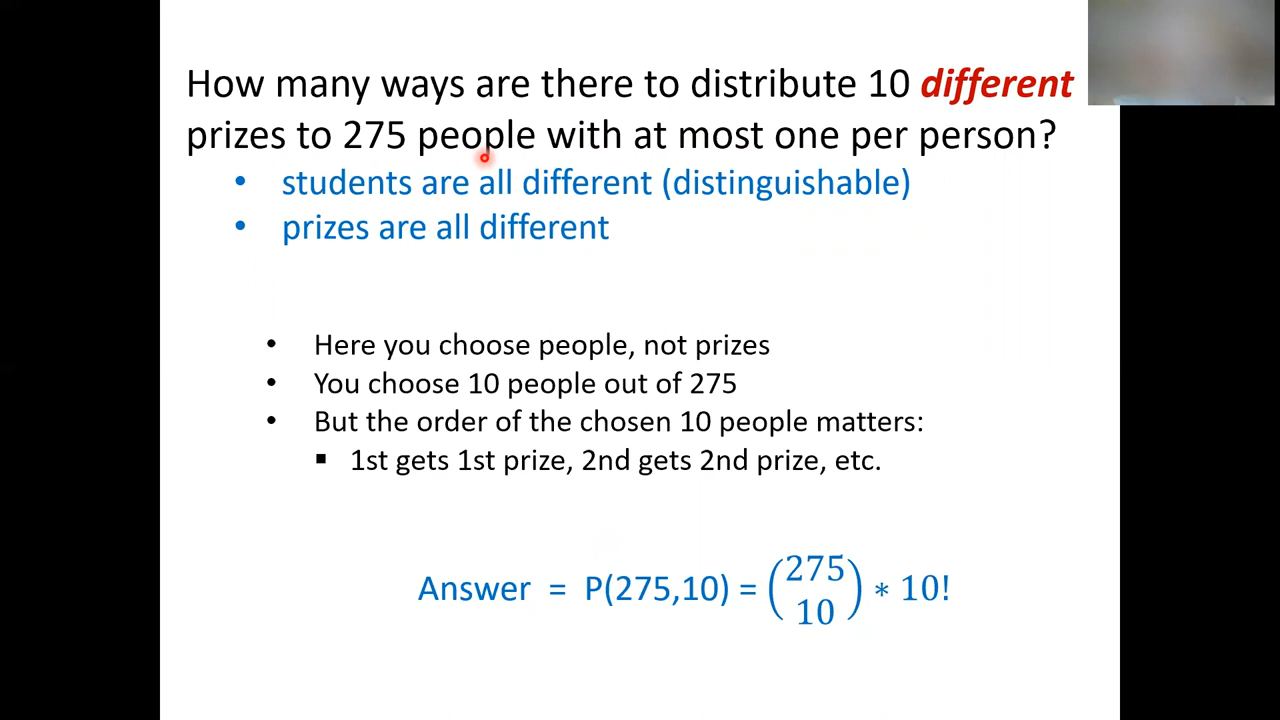 How many ways are there to distribute 10 different
prizes to 275 people with at most one per person?
• students are all different (distinguishable)
• prizes are all different
• Here you choose people, not prizes
• You choose 10 people out of 275
• But the order of the chosen 10 people matters:
▪ 1st gets 1st prize, 2nd gets 2nd prize, etc.
Answer = P(275,10) = (275 10) * 10!